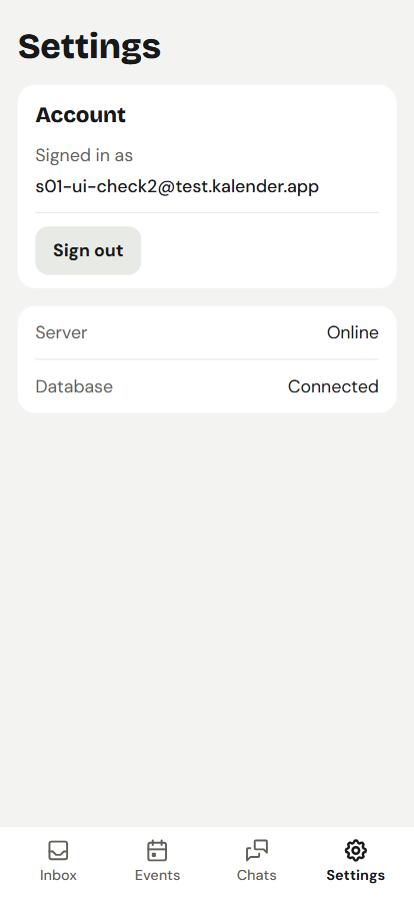 Settings
Account
Signed in as
s01-ui-check2@test.kalender.app
Sign out
Server Online
Database Connected
Inbox Events Chats Settings